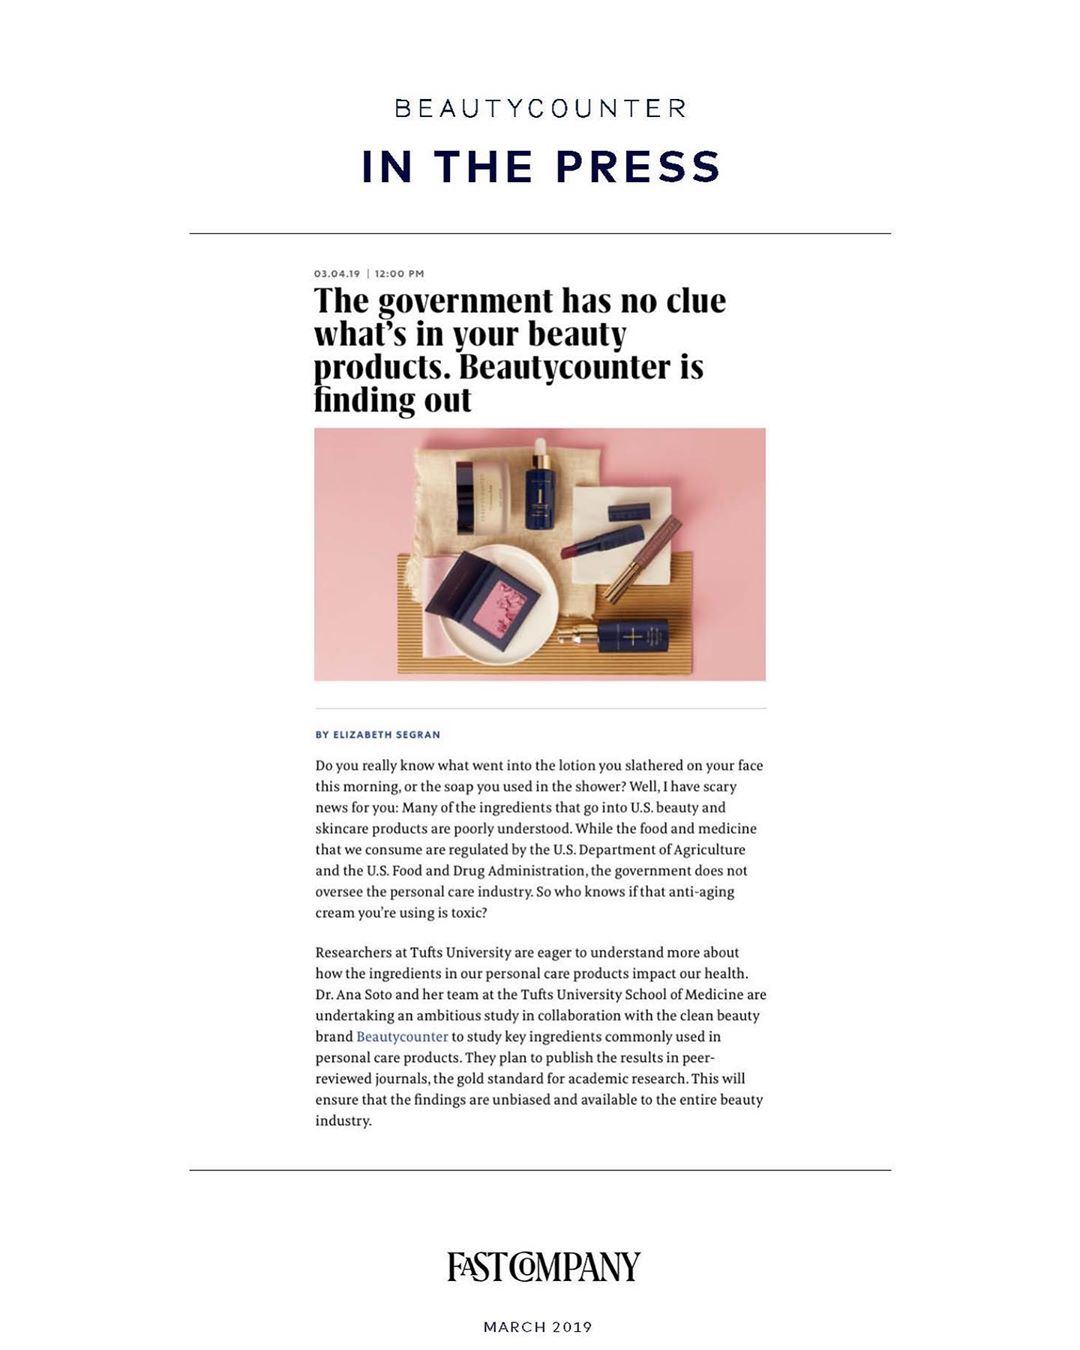 BEAUTYCOUNTER
IN THE PRESS
03.04.19 | 12:00 PM
The government has no clue
what's in your beauty
products. Beautycounter is
finding out
BY ELIZABETH SEGRAN
Do you really know what went into the lotion you slathered on your face
this morning, or the soap you used in the shower? Well, I have scary
news for you: Many of the ingredients that go into U.S. beauty and
skincare products are poorly understood. While the food and medicine
that we consume are regulated by the U.S. Department of Agriculture
and the U.S. Food and Drug Administration, the government does not
oversee the personal care industry. So who knows if that anti-aging
cream you're using is toxic?
Researchers at Tufts University are eager to understand more about
how the ingredients in our personal care products impact our health.
Dr. Ana Soto and her team at the Tufts University School of Medicine are
undertaking an ambitious study in collaboration with the clean beauty
brand Beautycounter to study key ingredients commonly used in
personal care products. They plan to publish the results in peer-
reviewed journals, the gold standard for academic research. This will
ensure that the findings are unbiased and available to the entire beauty
industry.
FAST COMPANY
MARCH 2019